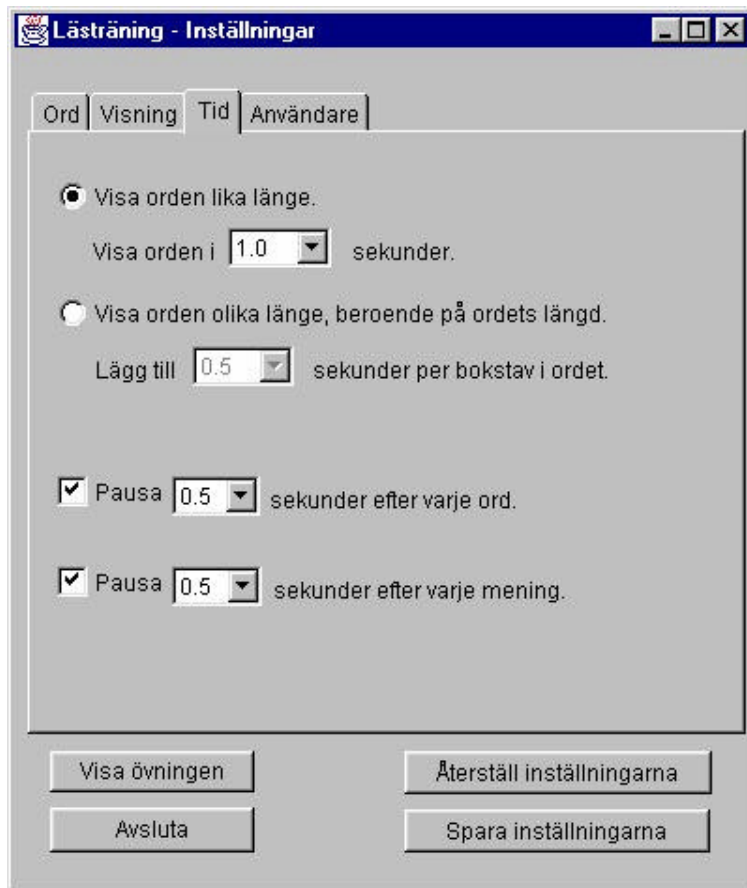 Lästräning - Inställningar
Ord Visning Tid Användare
Visa orden lika länge.
Visa orden i 1.0 sekunder.
Visa orden olika länge, beroende på ordets längd.
Lägg till 0.5 sekunder per bokstav i ordet.
Pausa 0.5 sekunder efter varje ord.
Pausa 0.5 sekunder efter varje mening.
Visa övningen Återställ inställningarna
Avsluta Spara inställningarna